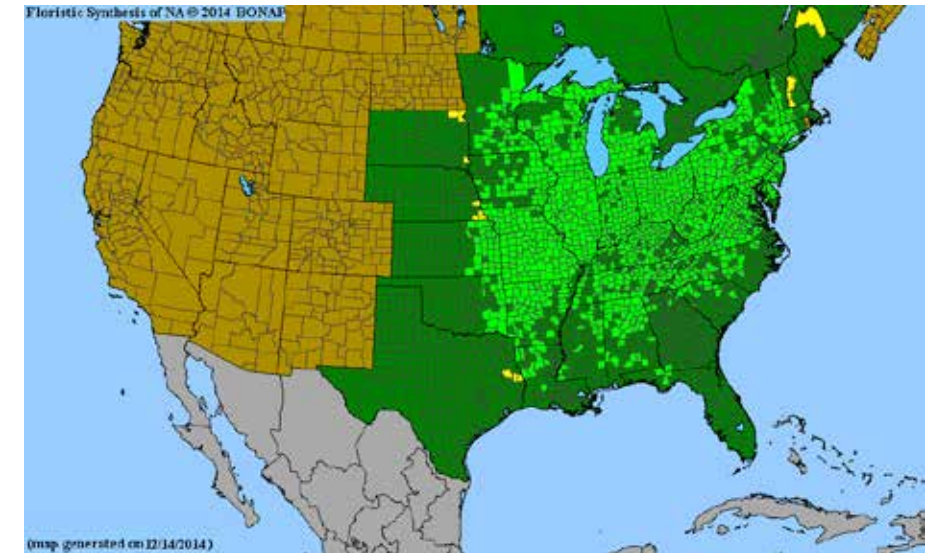 Floristic Synthesis of NA © 2014 BONAP
(map generated on 12/14/2014)